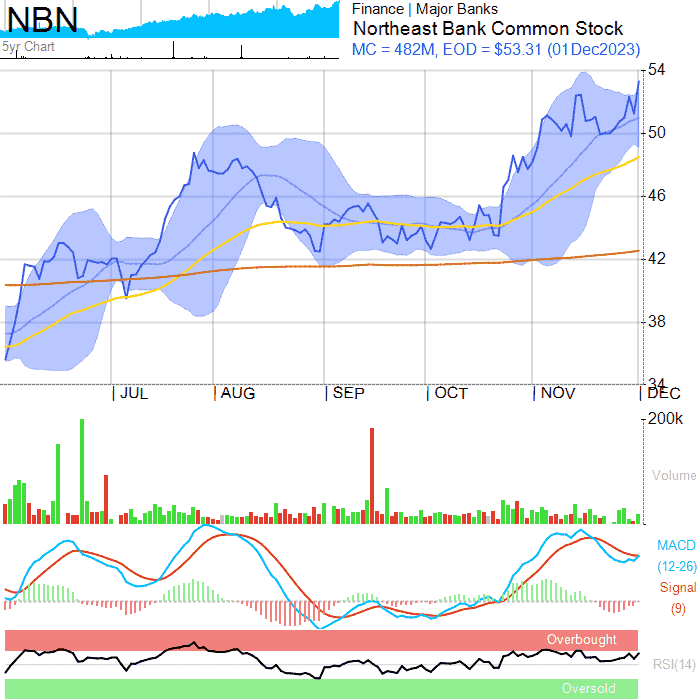 NBN
5yr Chart
Finance | Major Banks
Northeast Bank Common Stock
MC = 482M, EOD = $53.31 (01Dec2023)
54
50
46
42
38
34
JUL
AUG
SEP
OCT
NOV
DEC
200k
Volume
MACD
(12-26)
Signal
(9)
Overbought
RSI(14)
Oversold